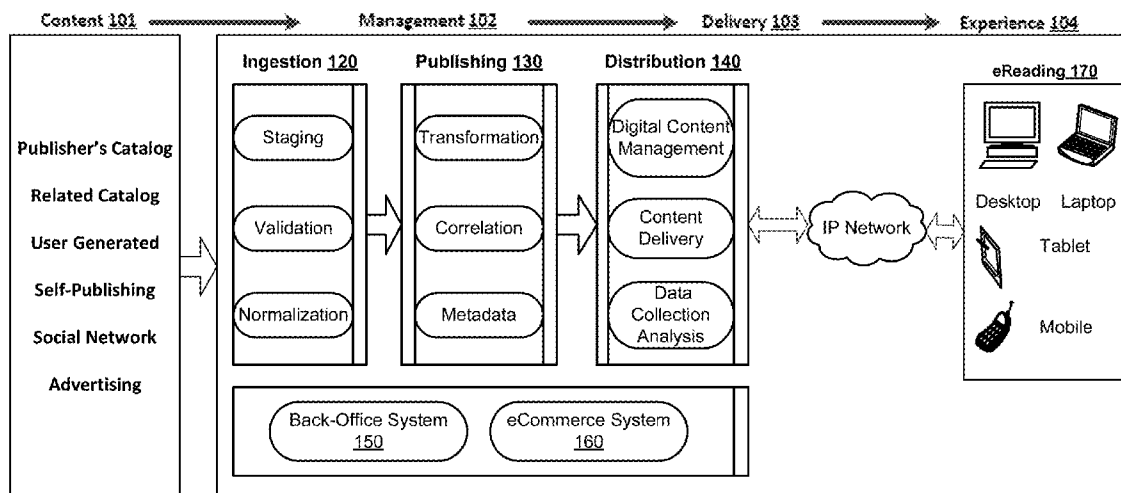 Content 101
Management 102
Delivery 103
Experience 104
Publisher's Catalog
Related Catalog
User Generated
Self-Publishing
Social Network
Advertising
Ingestion 120
Staging
Validation
Normalization
Publishing 130
Transformation
Correlation
Metadata
Distribution 140
Digital Content
Management
Content
Delivery
Data
Collection
Analysis
Back-Office System
150
eCommerce System
160
IP Network
eReading 170
Desktop
Laptop
Tablet
Mobile